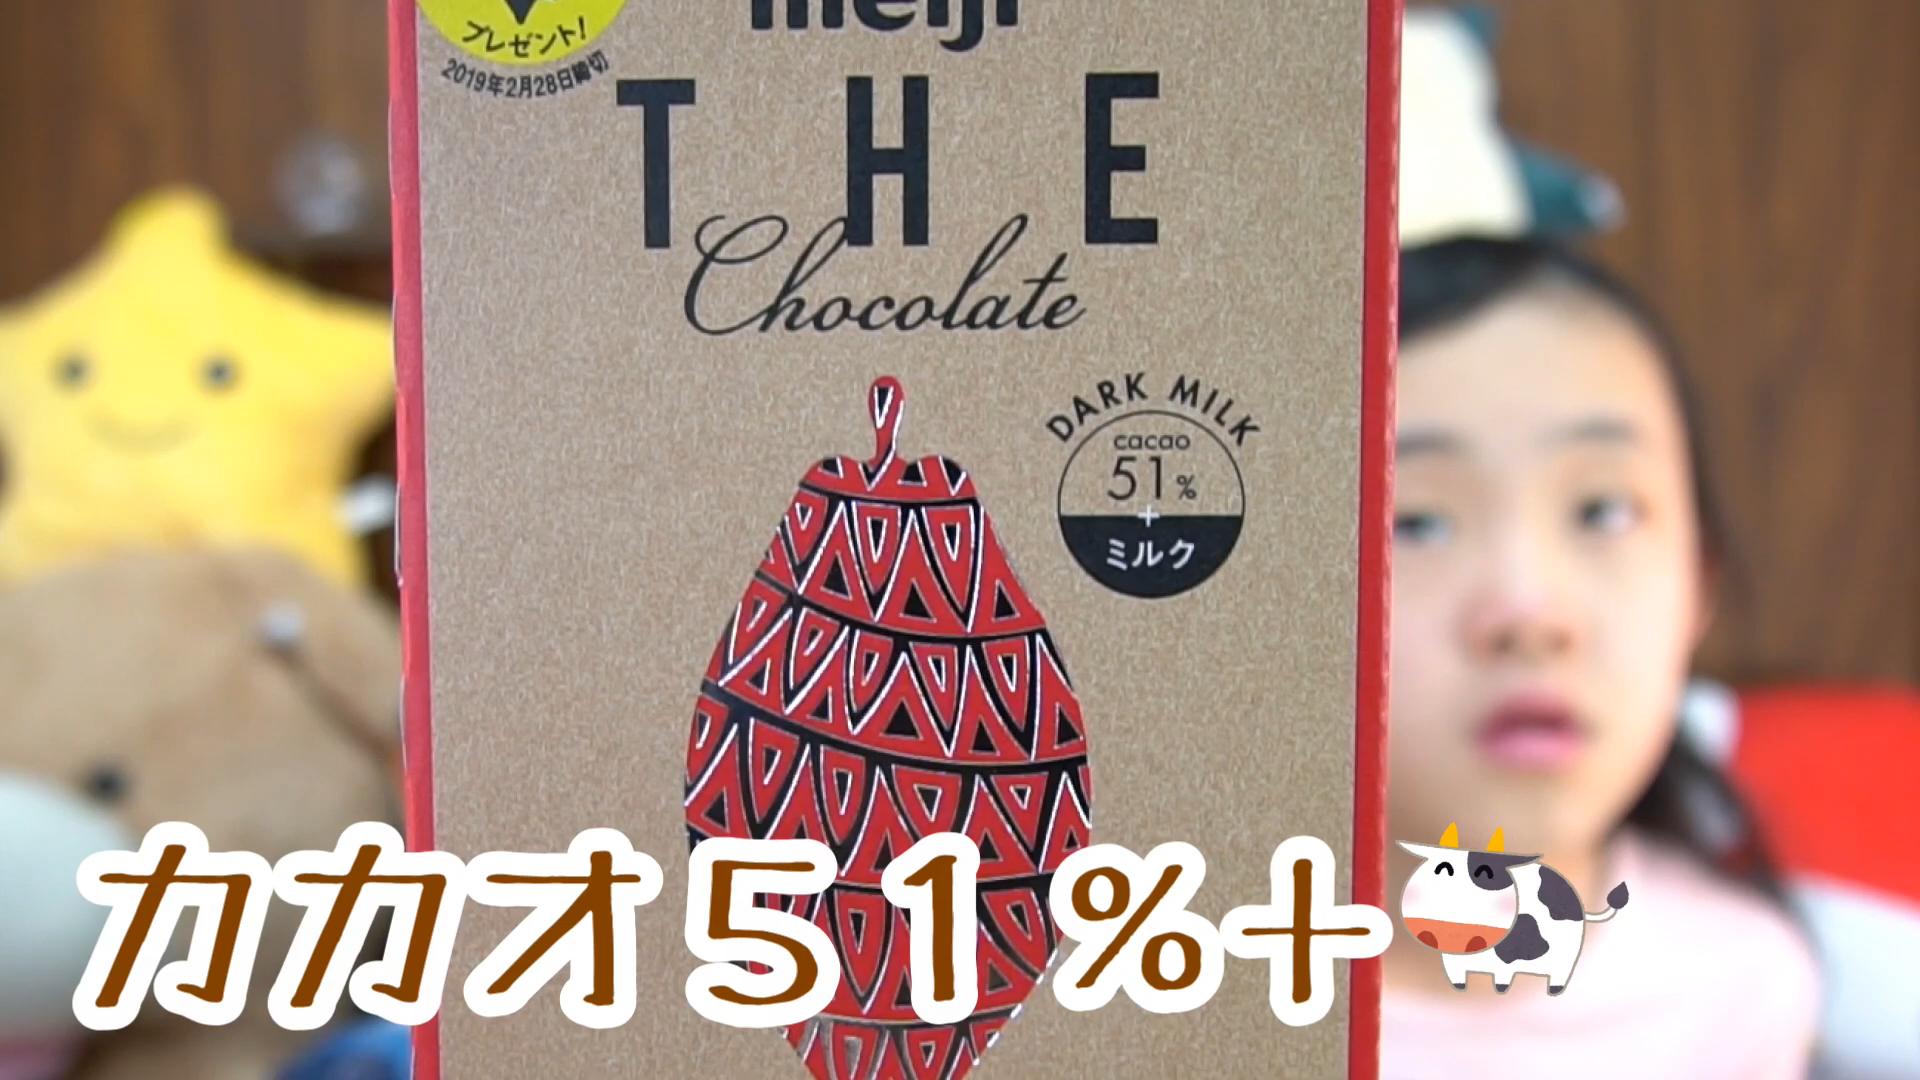 プレゼント!
2019年2月28日締切
meiji
THE
Chocolate
DARK MILK
cacao
51%
+
ミルク
カカオ51%+